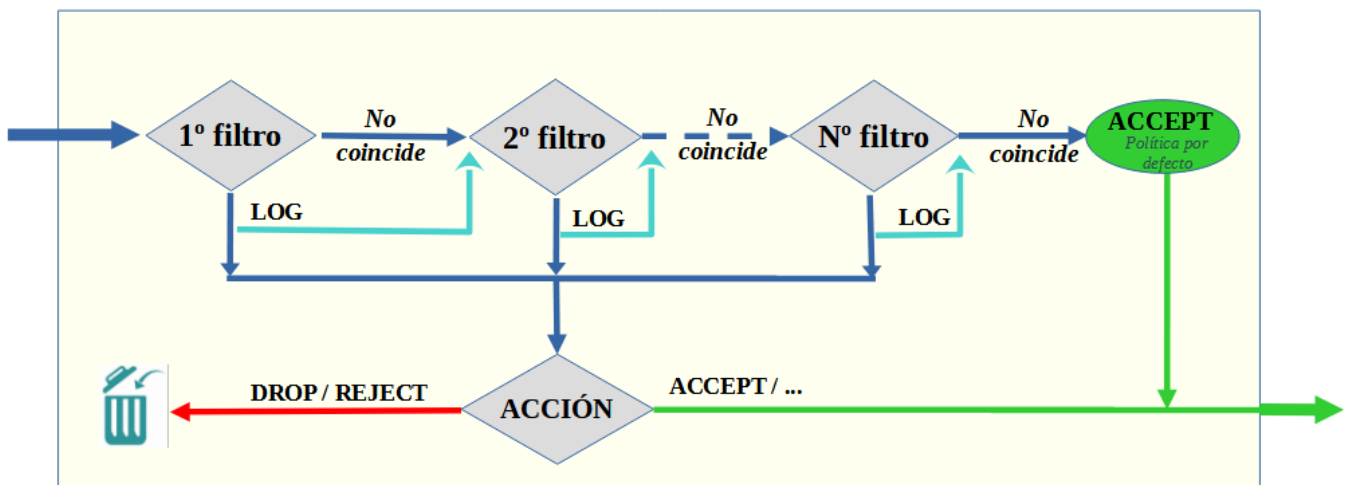 1º filtro
No
coincide
2º filtro
No
coincide
Nº filtro
No
coincide
ACCEPT
Política por
defecto
LOG
LOG
LOG
DROP / REJECT
ACCIÓN
ACCEPT / ...